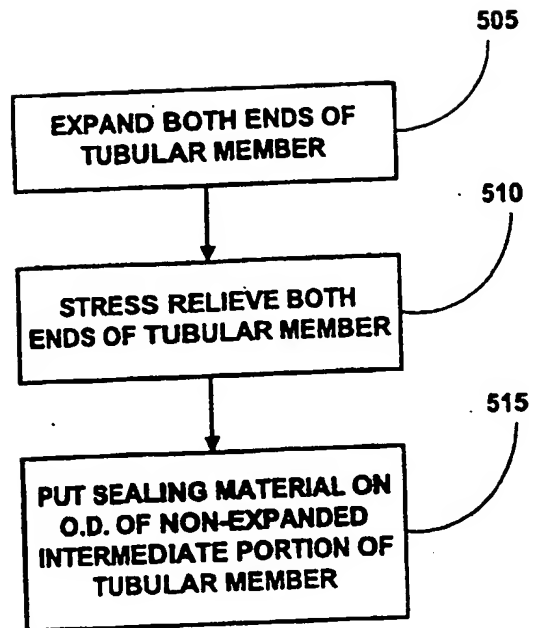 505
EXPAND BOTH ENDS OF
TUBULAR MEMBER
510
STRESS RELIEVE BOTH
ENDS OF TUBULAR MEMBER
515
PUT SEALING MATERIAL ON
O.D. OF NON-EXPANDED
INTERMEDIATE PORTION OF
TUBULAR MEMBER